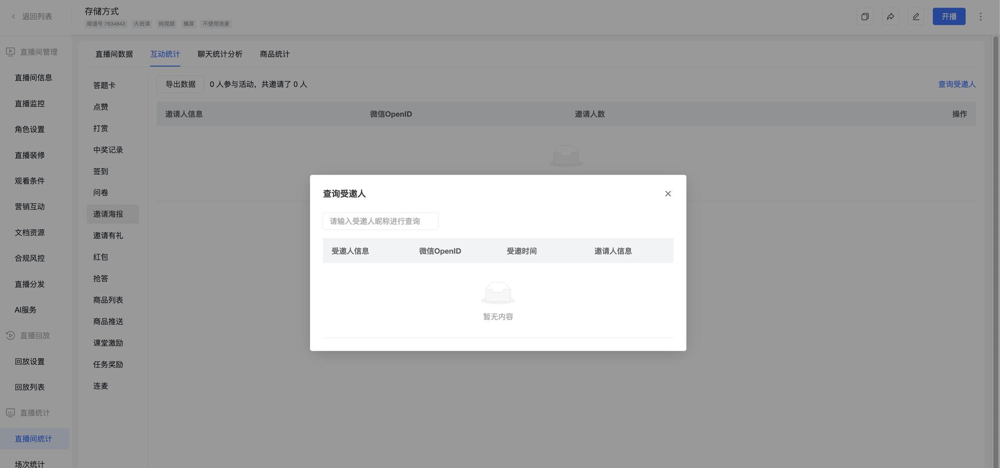 返回列表
存储方式
频道号 7634843 大班课 纯视频 横屏 不使用连麦
开播
直播间管理
直播间信息
直播监控
角色设置
直播装修
观看条件
营销互动
文档资源
合规风控
直播分发
AI服务
直播回放
回放设置
回放列表
直播统计
直播间统计
场次统计
直播间数据 互动统计 聊天统计分析 商品统计
答题卡
点赞
打赏
中奖记录
签到
问卷
邀请海报
邀请有礼
红包
抢答
商品列表
商品推送
课堂激励
任务奖励
连麦
导出数据 0 人参与活动，共邀请了 0 人 查询受邀人
邀请人信息 微信OpenID 邀请人数 操作
查询受邀人
请输入受邀人昵称进行查询
受邀人信息 微信OpenID 受邀时间 邀请人信息
暂无内容